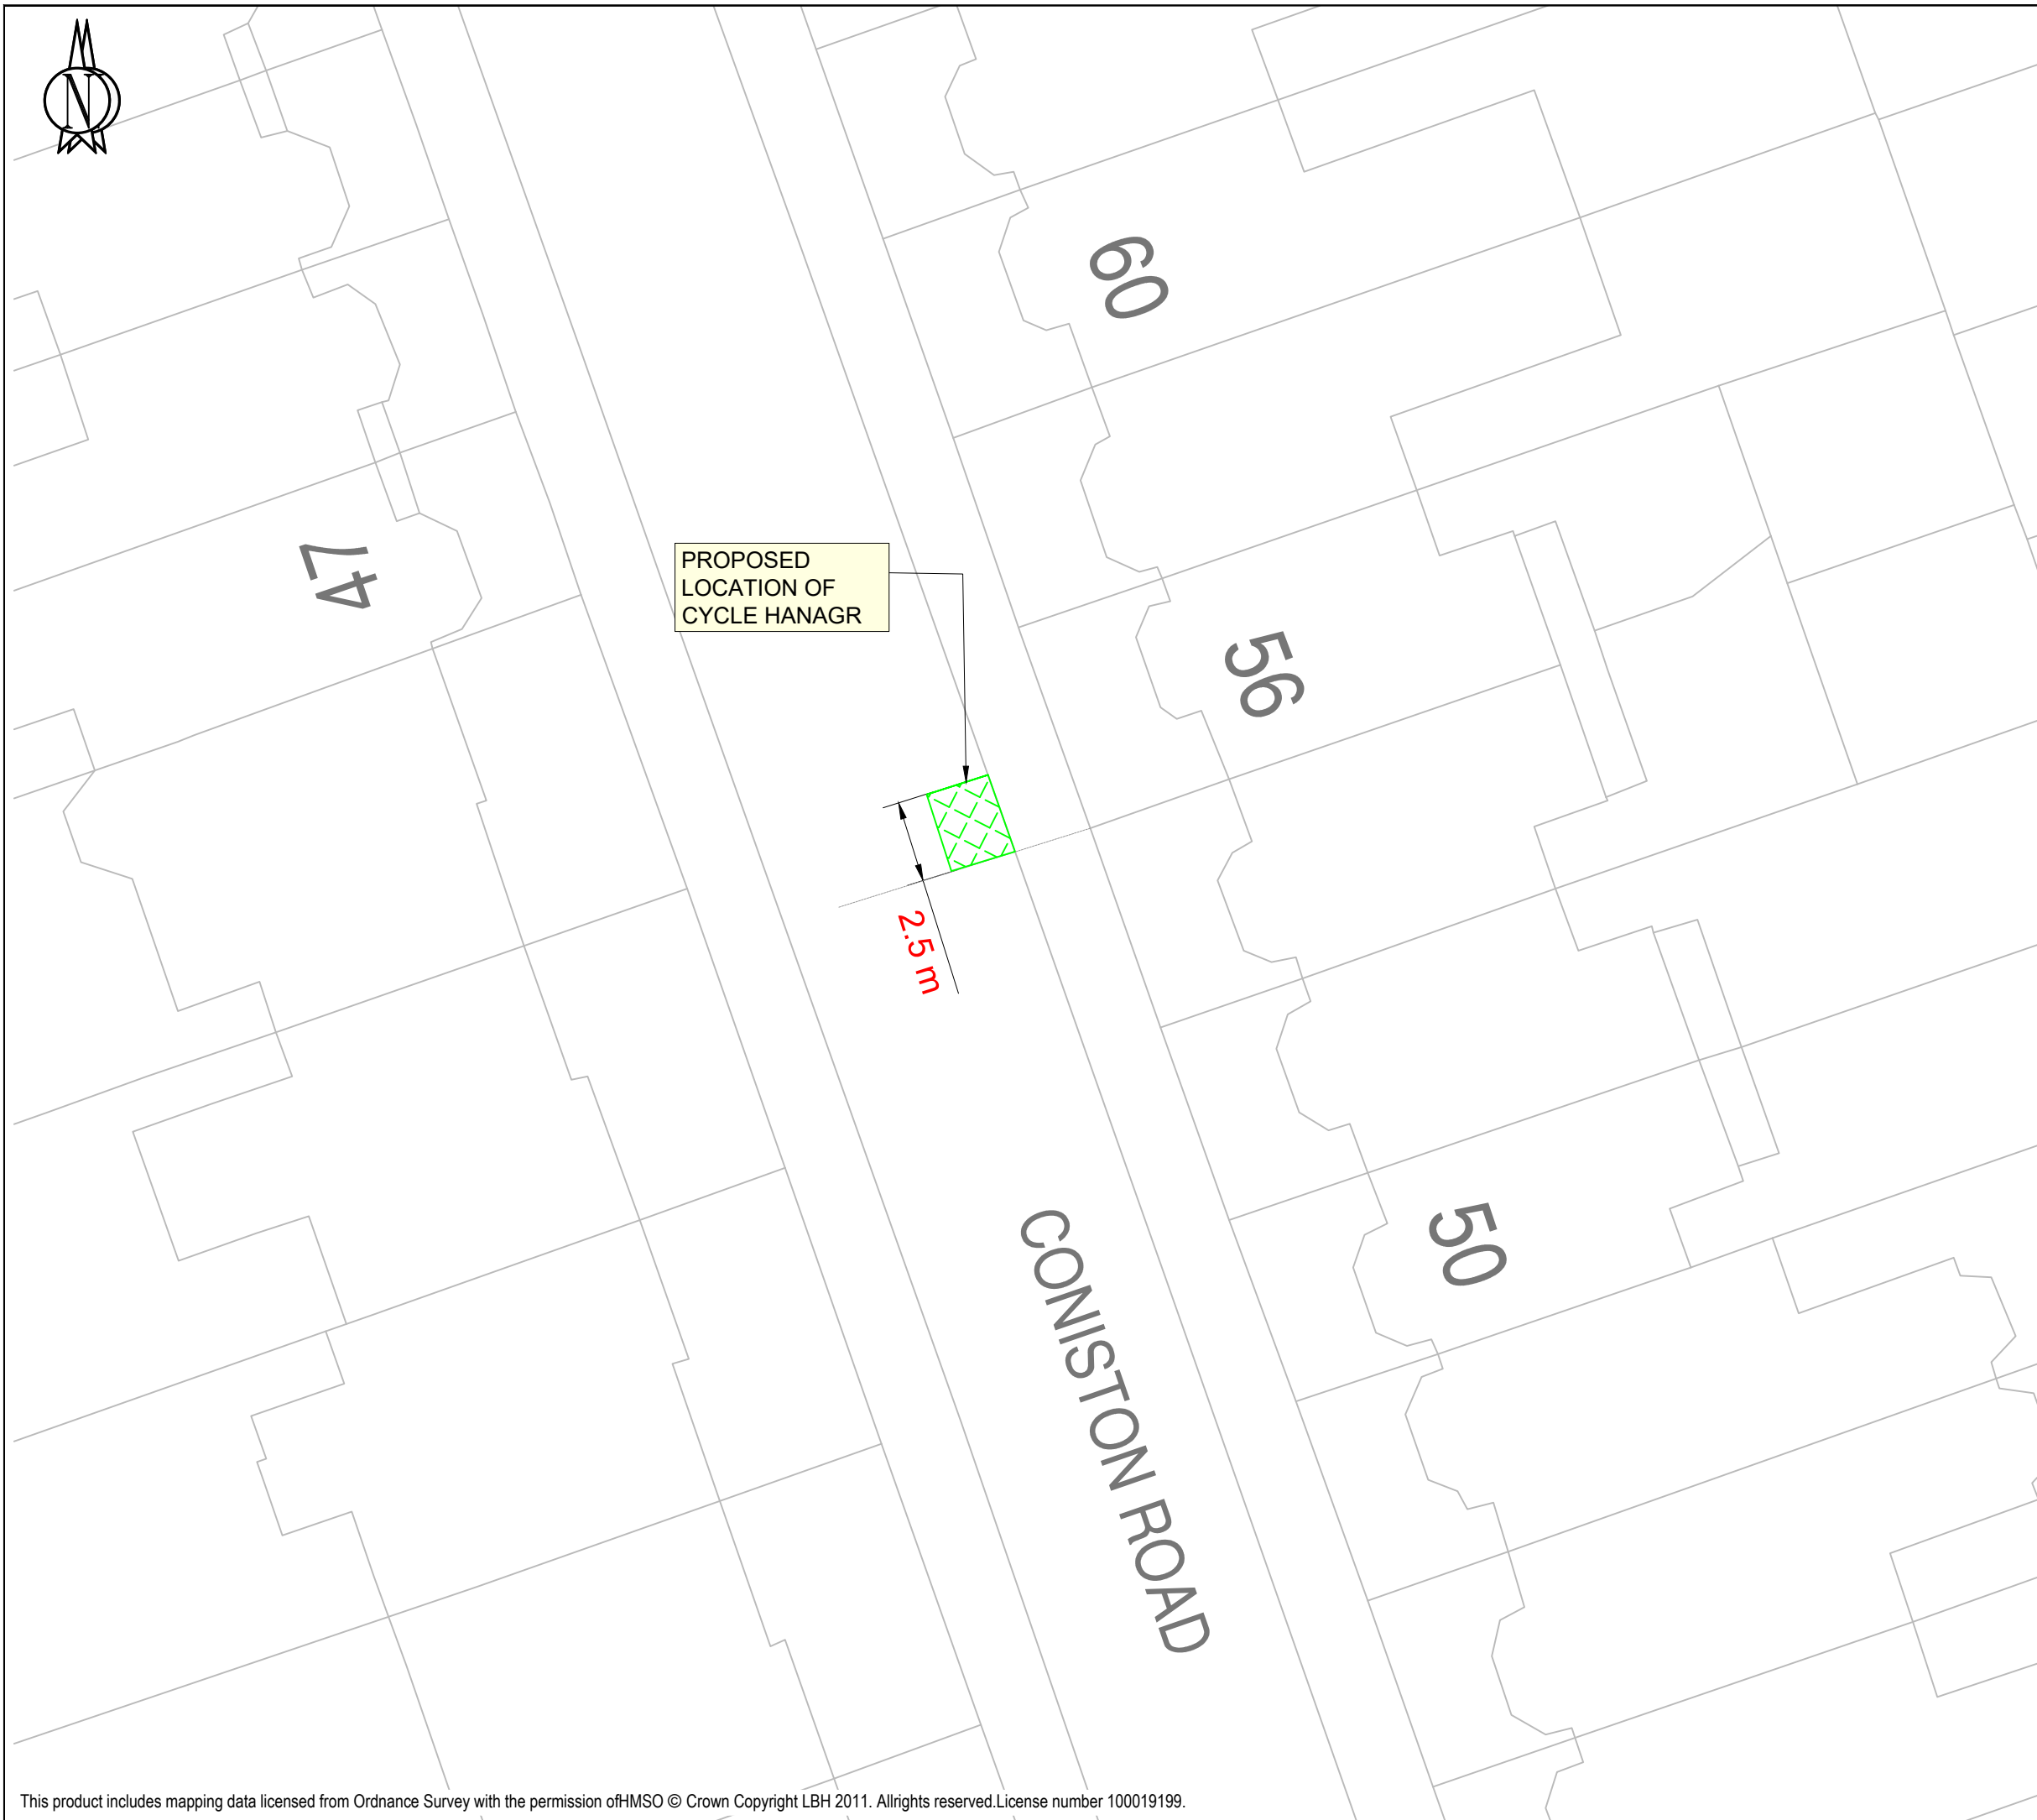 N
60
47
PROPOSED
LOCATION OF
CYCLE HANAGR
56
2.5 m
50
CONISTON ROAD
This product includes mapping data licensed from Ordnance Survey with the permission ofHMSO © Crown Copyright LBH 2011. Allrights reserved.License number 100019199.